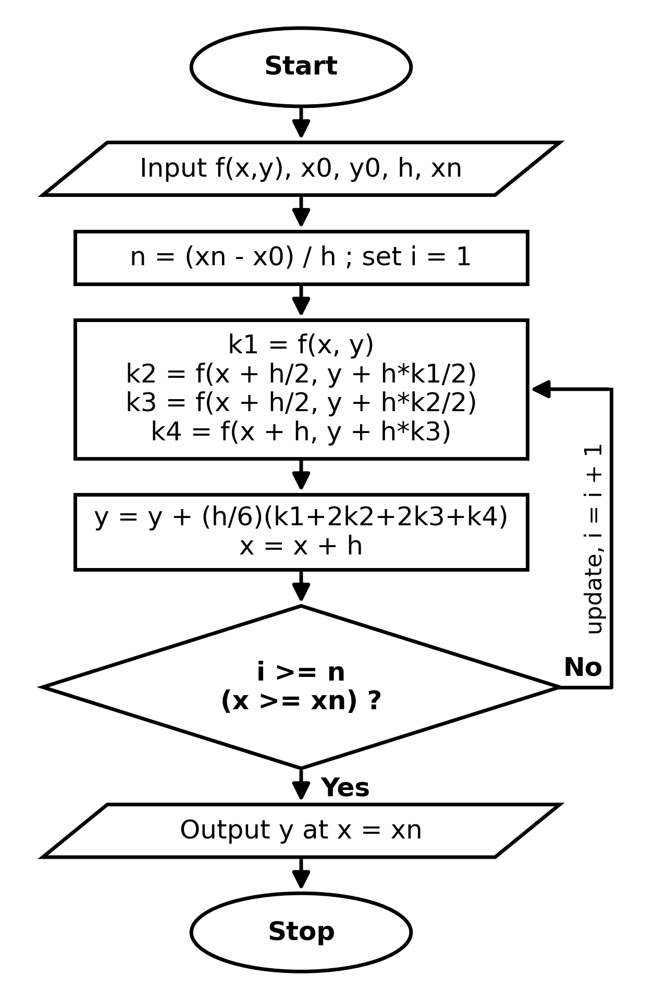 Start
Input f(x,y), x0, y0, h, xn
n = (xn - x0) / h ; set i = 1
k1 = f(x, y)
k2 = f(x + h/2, y + h*k1/2)
k3 = f(x + h/2, y + h*k2/2)
k4 = f(x + h, y + h*k3)
y = y + (h/6)(k1+2k2+2k3+k4)
x = x + h
i >= n
(x >= xn) ?
No
update, i = i + 1
Yes
Output y at x = xn
Stop